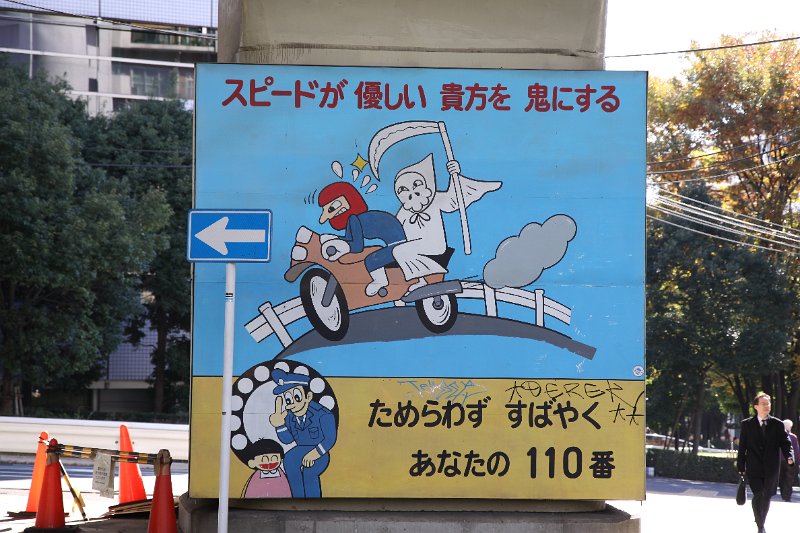 スピードが 優しい 貴方を 鬼にする
ためらわず すばやく
あなたの 110番